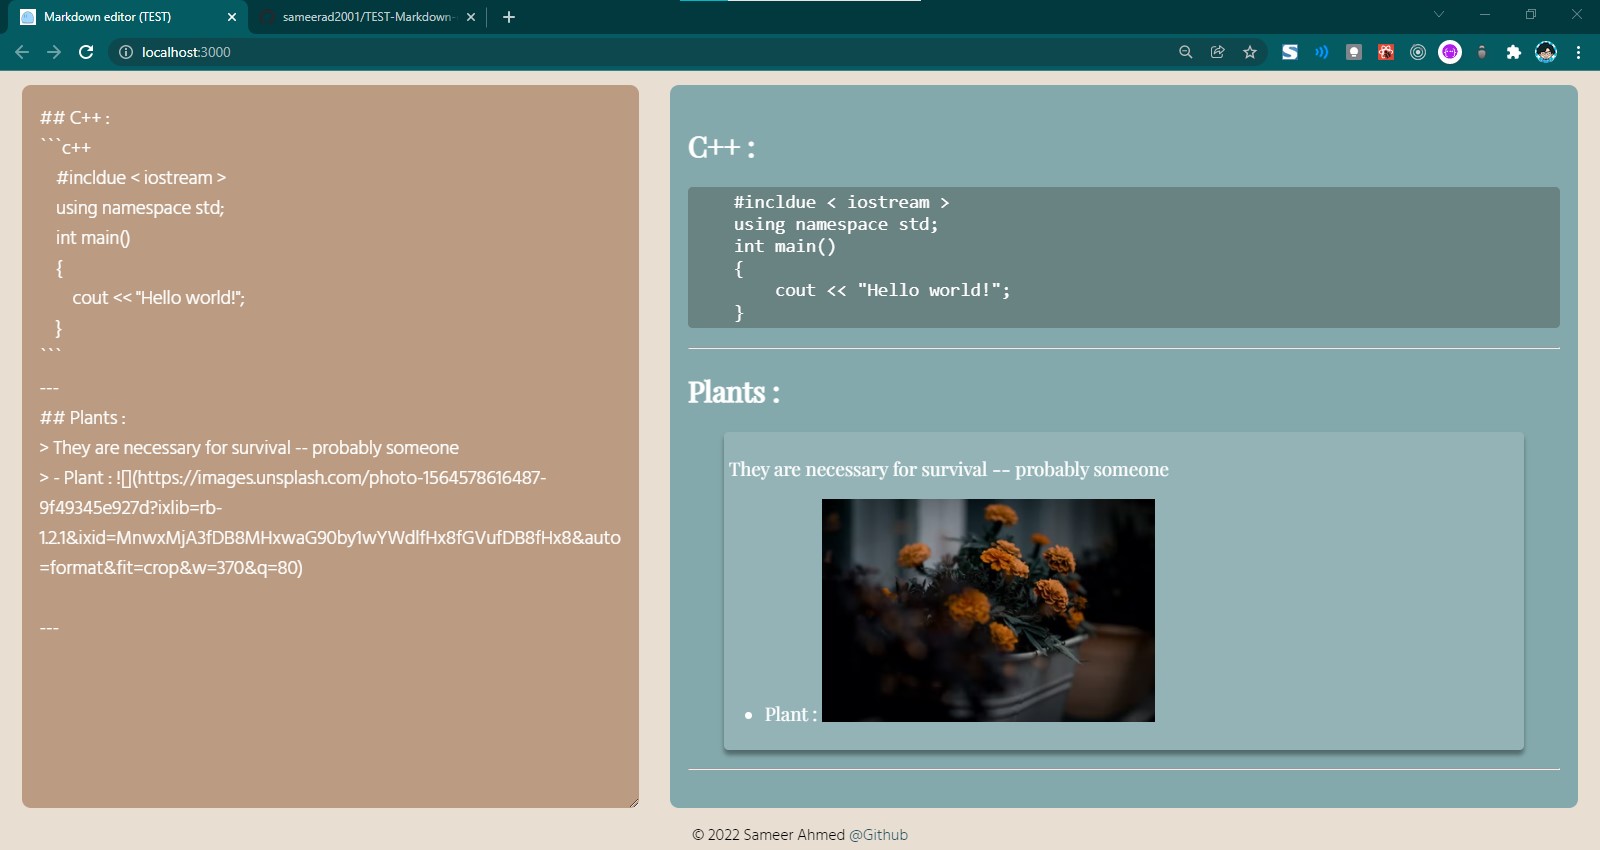 Markdown editor (TEST)
sameerad2001/TEST-Markdown-
localhost:3000
## C++ :
```c++
    #incldue < iostream >
    using namespace std;
    int main()
    {
        cout << "Hello world!";
    }
```
---
## Plants :
> They are necessary for survival -- probably someone
> - Plant : ![](https://images.unsplash.com/photo-1564578616487-
9f49345e927d?ixlib=rb-
1.2.1&ixid=MnwxMjA3fDB8MHxwaG90by1wYWdlfHx8fGVufDB8fHx8&auto
=format&fit=crop&w=370&q=80)
---
C++ :
    #incldue < iostream >
    using namespace std;
    int main()
    {
        cout << "Hello world!";
    }
Plants :
They are necessary for survival -- probably someone
• Plant :
© 2022 Sameer Ahmed @Github